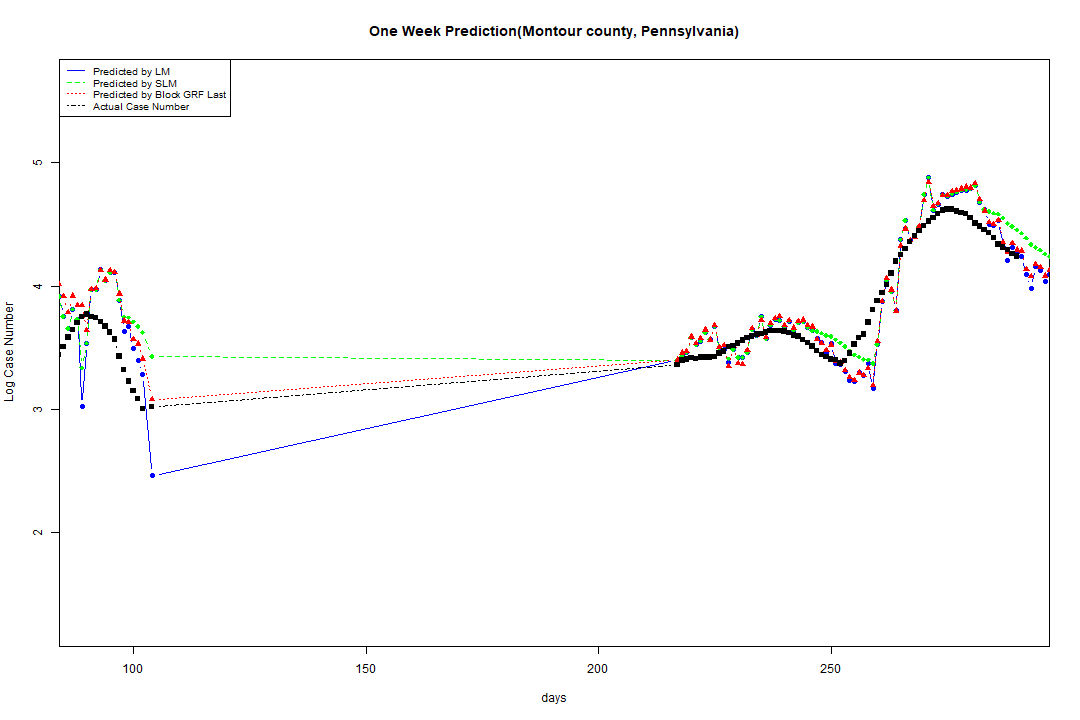 One Week Prediction(Montour county, Pennsylvania)
Predicted by LM
Predicted by SLM
Predicted by Block GRF Last
Actual Case Number
Log Case Number
5
4
3
2
100
150
200
250
days